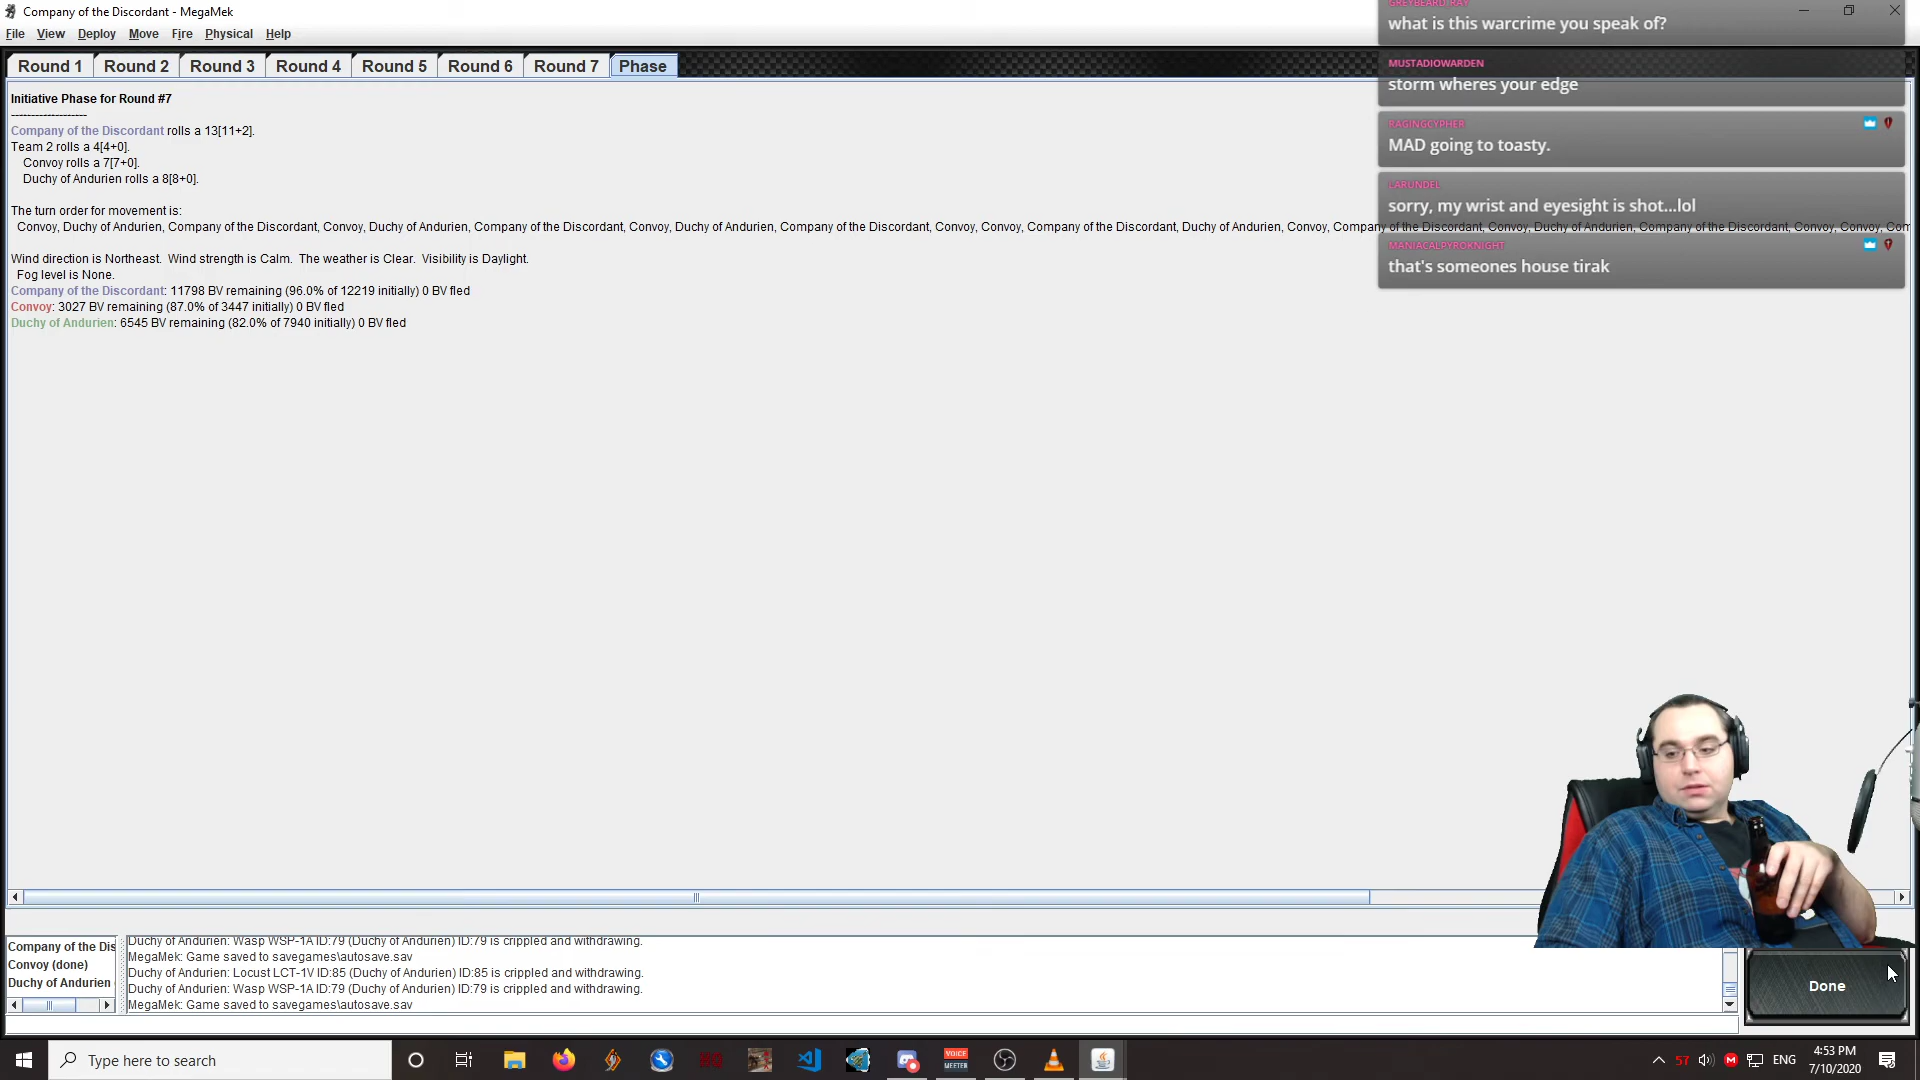 Company of the Discordant - MegaMek
File View Deploy Move Fire Physical Help
Round 1 Round 2 Round 3 Round 4 Round 5 Round 6 Round 7 Phase
Initiative Phase for Round #7
--------------------
Company of the Discordant rolls a 13[11+2].
Team 2 rolls a 4[4+0].
Convoy rolls a 7[7+0].
Duchy of Andurien rolls a 8[8+0].
The turn order for movement is:
Convoy, Duchy of Andurien, Company of the Discordant, Convoy, Duchy of Andurien, Company of the Discordant, Convoy, Duchy of Andurien, Company of the Discordant, Convoy, Convoy, Company of the Discordant, Duchy of Andurien, Convoy, Company of the Discordant, Convoy, Duchy of Andurien, Company of the Discordant, Convoy, Convoy, Com
Wind direction is Northeast. Wind strength is Calm. The weather is Clear. Visibility is Daylight.
Fog level is None.
Company of the Discordant: 11798 BV remaining (96.0% of 12219 initially) 0 BV fled
Convoy: 3027 BV remaining (87.0% of 3447 initially) 0 BV fled
Duchy of Andurien: 6545 BV remaining (82.0% of 7940 initially) 0 BV fled
GREYBEARD_RAY
what is this warcrime you speak of?
MUSTADIOWARDEN
storm wheres your edge
RAGINGCYPHER
MAD going to toasty.
LARUNDEL
sorry, my wrist and eyesight is shot...lol
MANIACALPYROKNIGHT
that's someones house tirak
Company of the Dis
Convoy (done)
Duchy of Andurien
Duchy of Andurien: Wasp WSP-1A ID:79 (Duchy of Andurien) ID:79 is crippled and withdrawing.
MegaMek: Game saved to savegames\autosave.sav
Duchy of Andurien: Locust LCT-1V ID:85 (Duchy of Andurien) ID:85 is crippled and withdrawing.
Duchy of Andurien: Wasp WSP-1A ID:79 (Duchy of Andurien) ID:79 is crippled and withdrawing.
MegaMek: Game saved to savegames\autosave.sav
Done
Type here to search
VOICE
MEETER
57
ENG
4:53 PM
7/10/2020